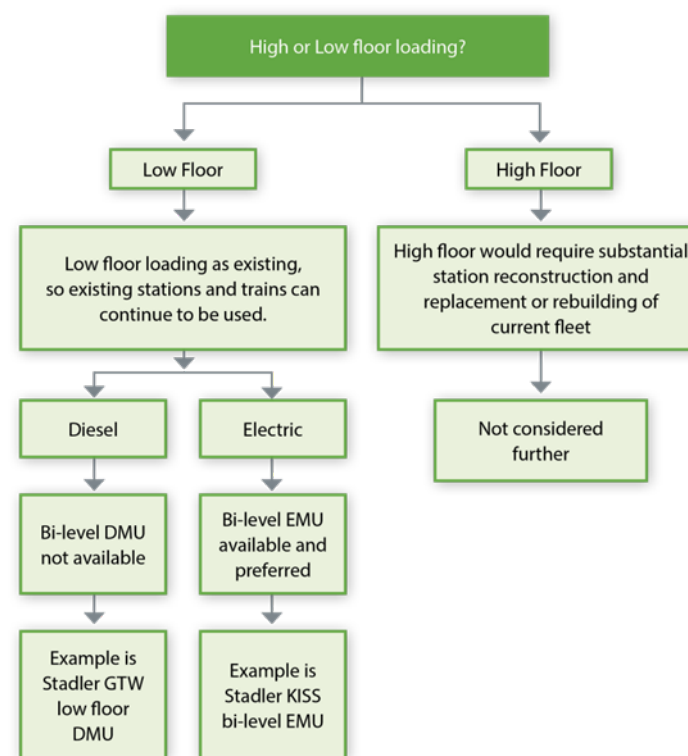 High or Low floor loading?
Low Floor
High Floor
Low floor loading as existing,
so existing stations and trains can
continue to be used.
High floor would require substantial
station reconstruction and
replacement or rebuilding of
current fleet
Diesel
Electric
Not considered
further
Bi-level DMU
not available
Bi-level EMU
available and
preferred
Example is
Stadler GTW
low floor
DMU
Example is
Stadler KISS
bi-level EMU